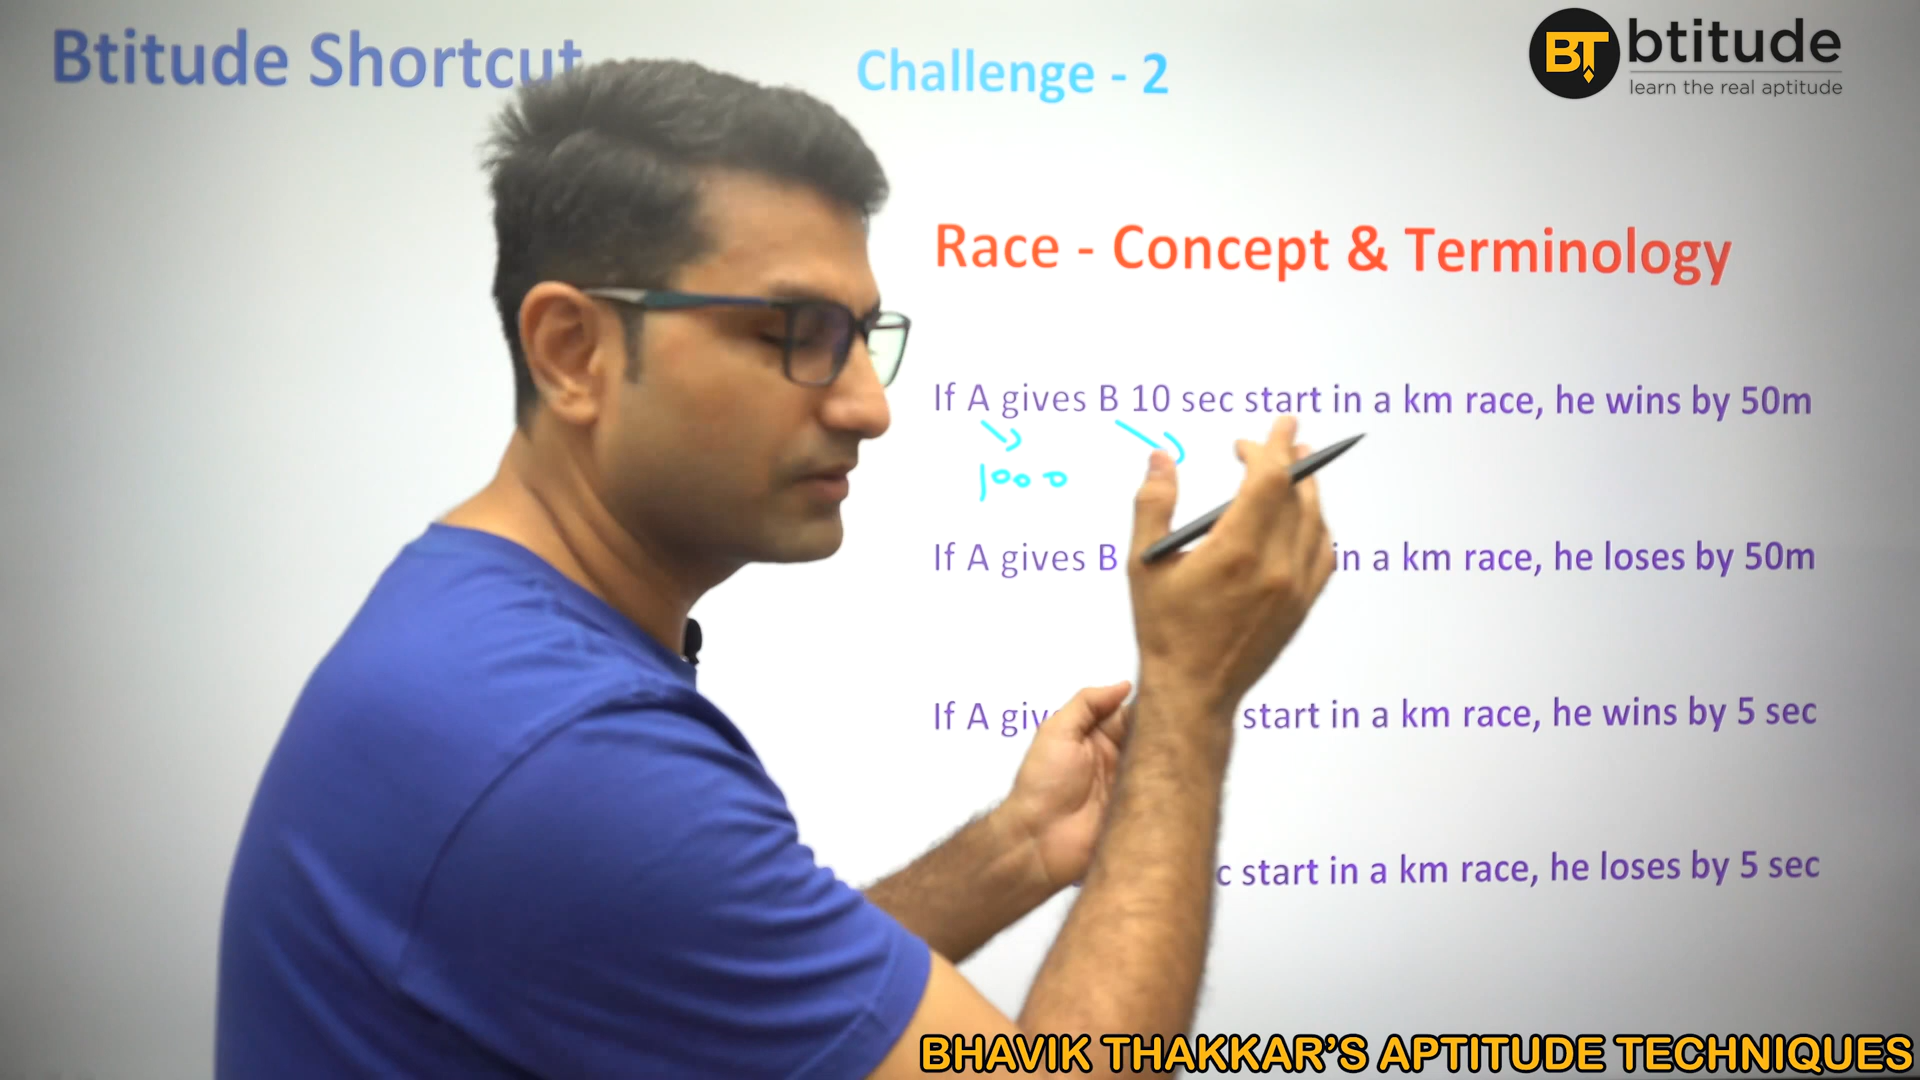 Btitude Shortcut
Challenge - 2
BT btitude
learn the real aptitude
Race - Concept & Terminology
If A gives B 10 sec start in a km race, he wins by 50m
1000
If A gives B in a km race, he loses by 50m
If A start in a km race, he wins by 5 sec
start in a km race, he loses by 5 sec
BHAVIK THAKKAR'S APTITUDE TECHNIQUES